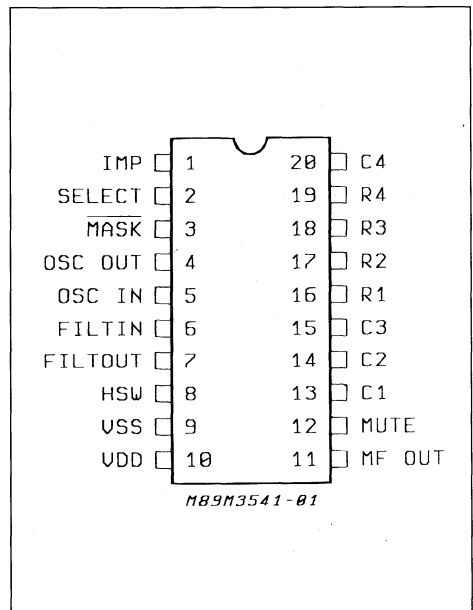 IMP 1 20 C4
SELECT 2 19 R4
MASK 3 18 R3
OSC OUT 4 17 R2
OSC IN 5 16 R1
FILTIN 6 15 C3
FILTOUT 7 14 C2
HSW 8 13 C1
VSS 9 12 MUTE
VDD 10 11 MF OUT
M89M3541-01